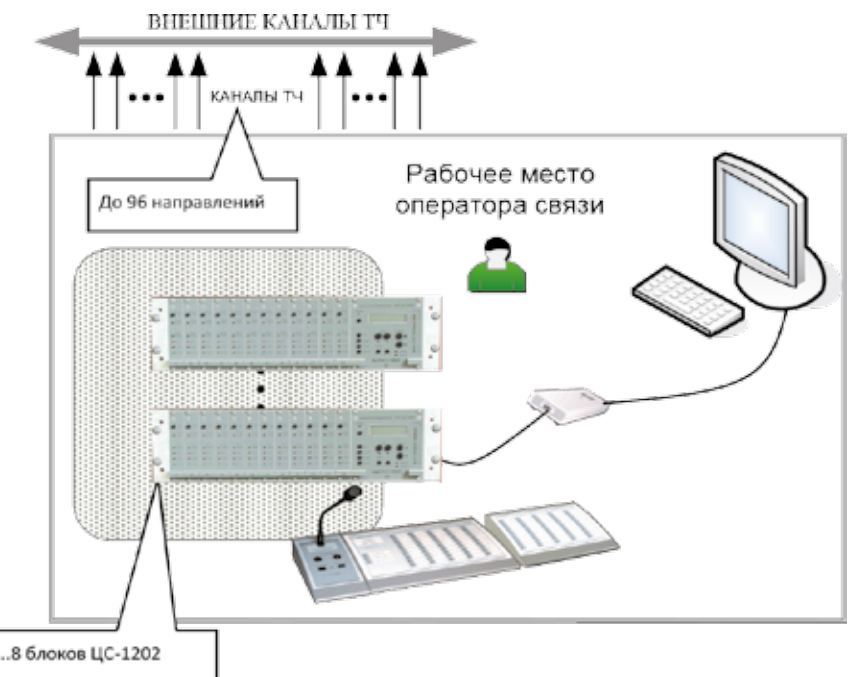 ВНЕШНИЕ КАНАЛЫ ТЧ
КАНАЛЫ ТЧ
До 96 направлений
Рабочее место
оператора связи
..8 блоков ЦС-1202